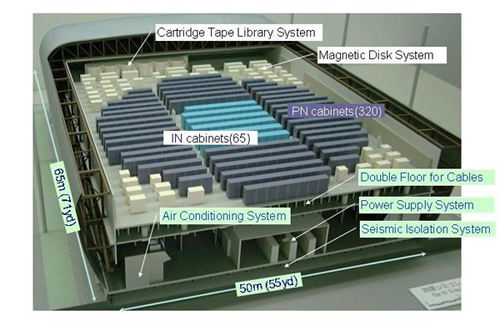 Cartridge Tape Library System
Magnetic Disk System
PN cabinets(320)
IN cabinets(65)
65m (71yd)
Double Floor for Cables
Air Conditioning System
Power Supply System
Seismic Isolation System
50m (55yd)